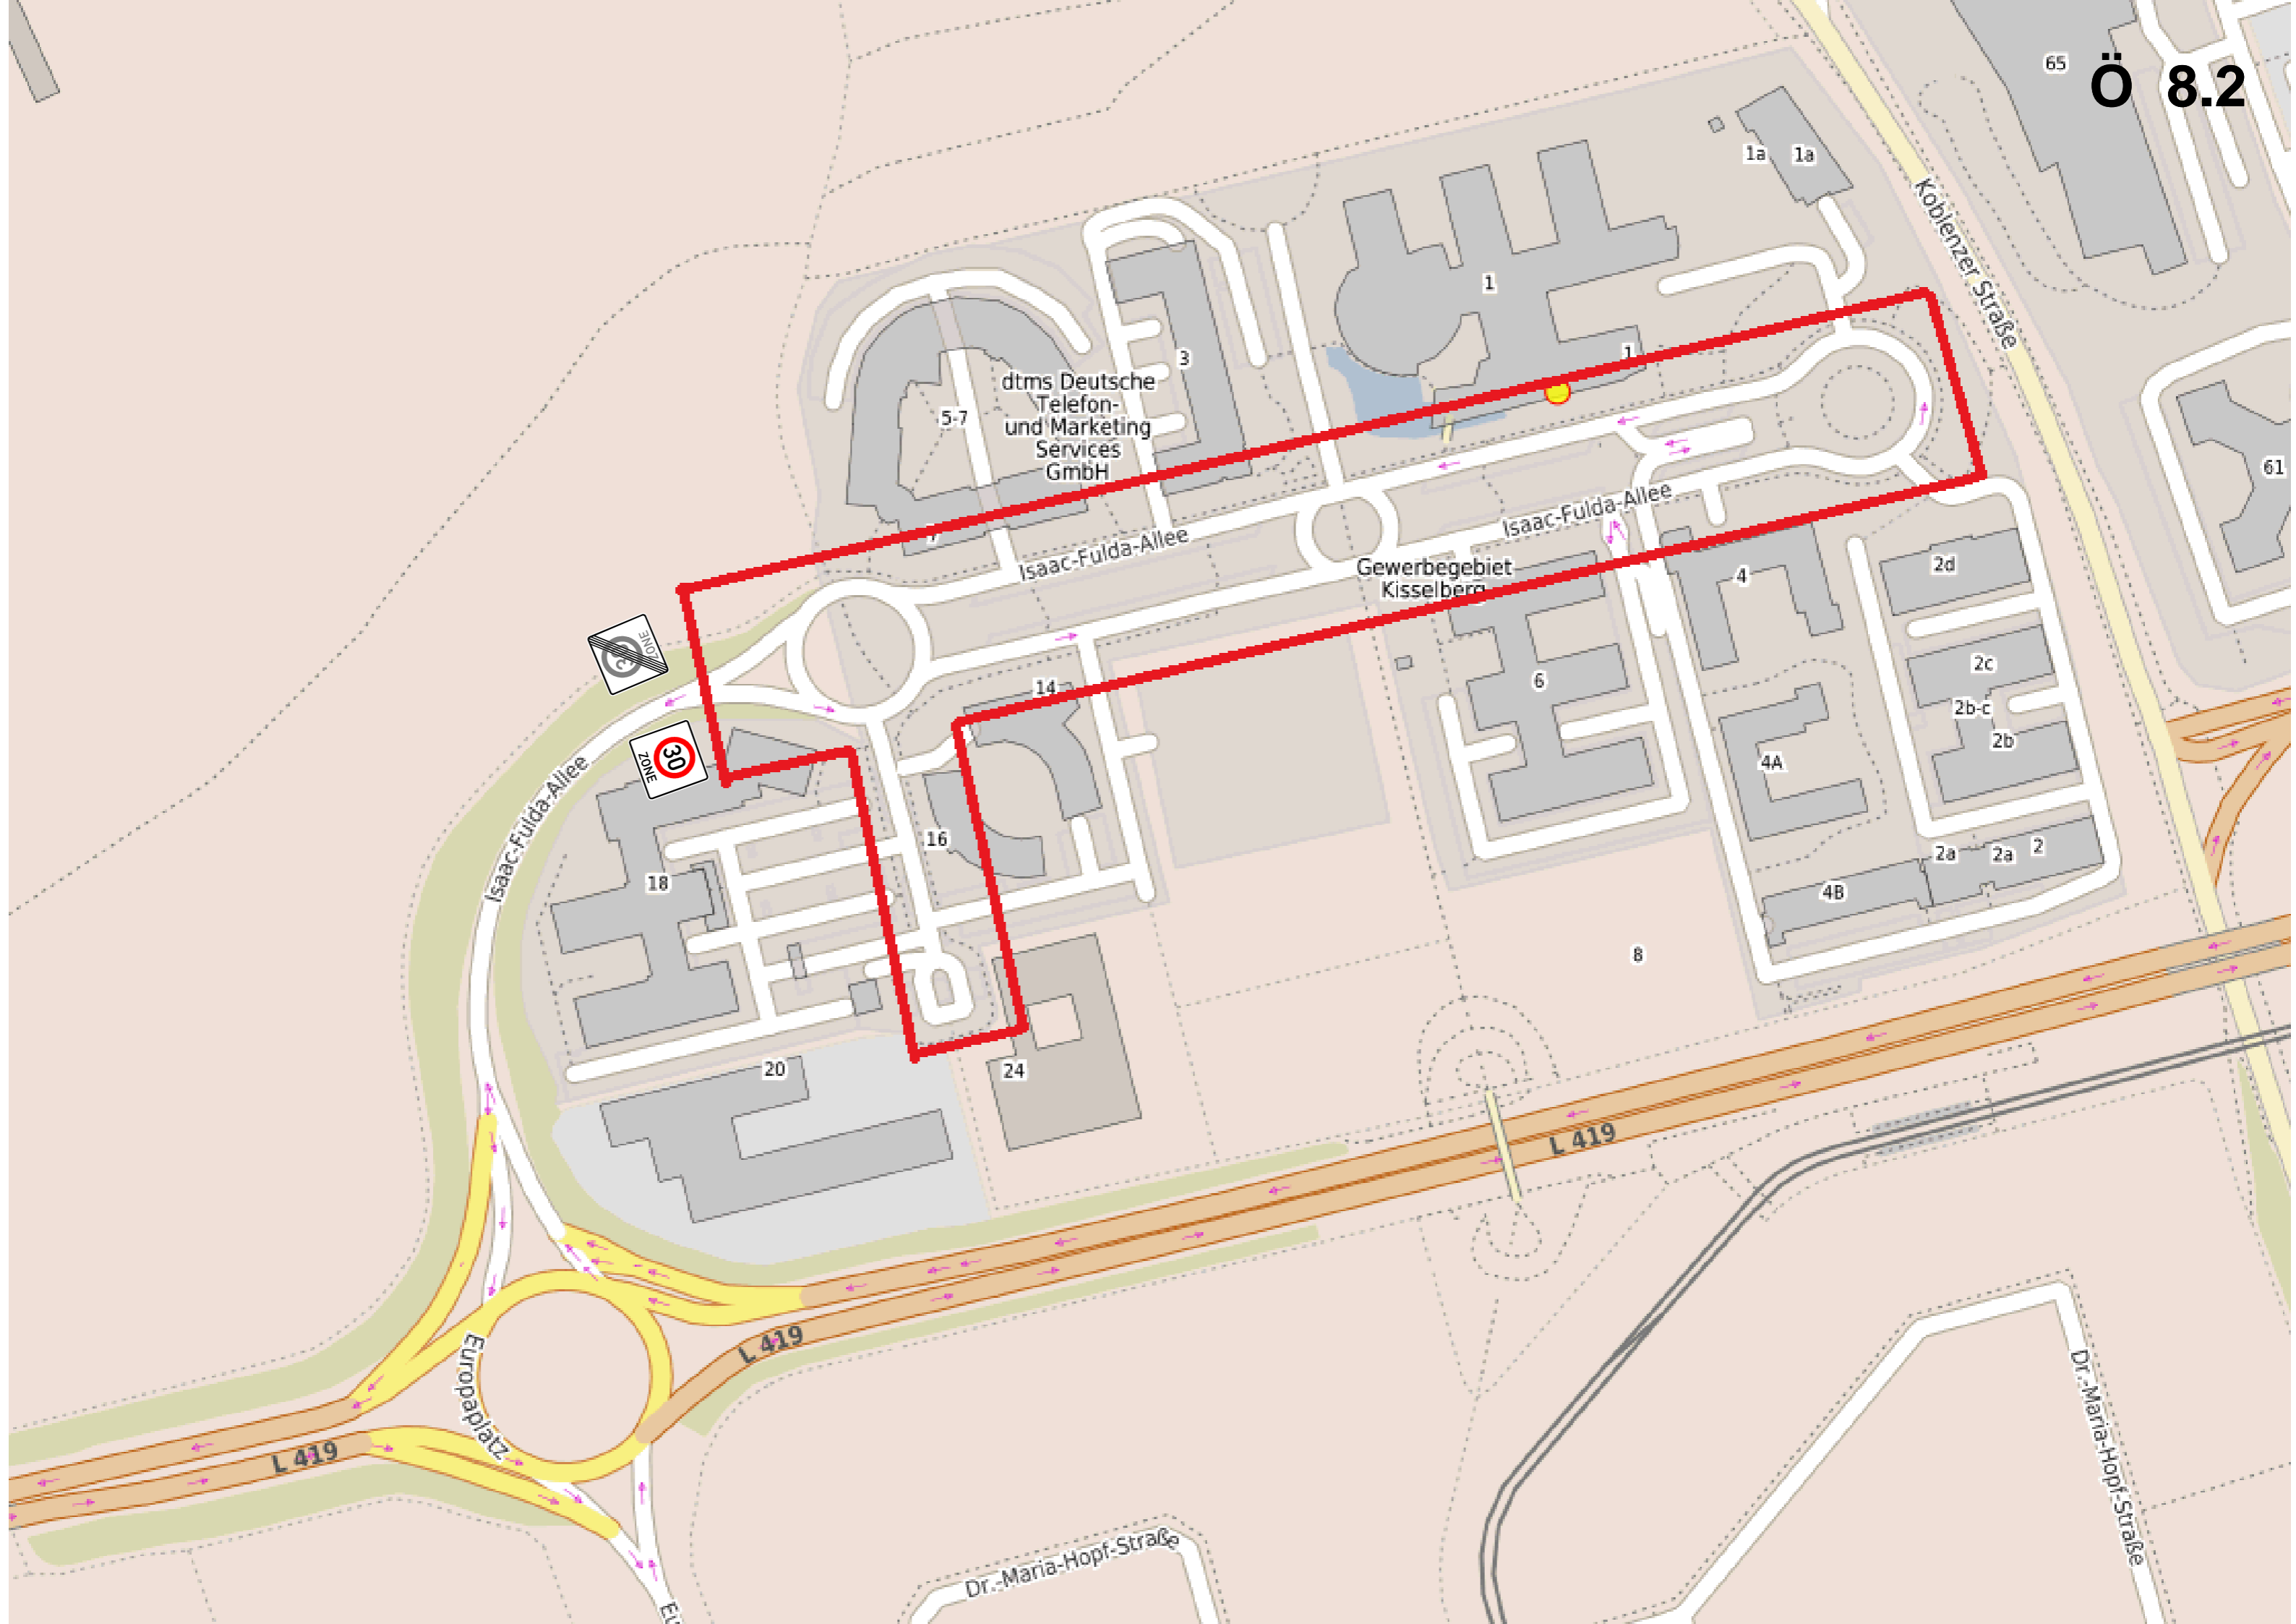 65
Ö 8.2
1a
1a
Koblenzer Straße
1
3
1
dtms Deutsche
Telefon-
und Marketing
Services
GmbH
5-7
61
Isaac-Fulda-Allee
Isaac-Fulda-Allee
7
Gewerbegebiet
Kisselberg
4
2d
30
ZONE
2c
6
14
2b-c
2b
30
ZONE
4A
Isaac-Fulda-Allee
16
18
2a
2a
2
4B
8
20
24
L 419
L 419
Europaplatz
L 419
Dr.-Maria-Hopf-Straße
Dr.-Maria-Hopf-Straße
Eu